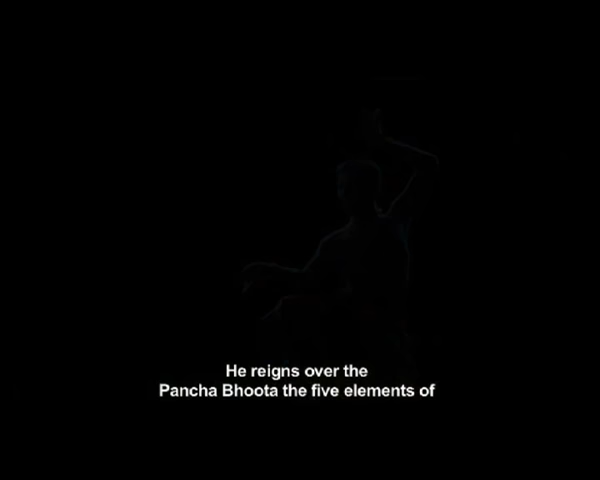 He reigns over the
Pancha Bhoota the five elements of